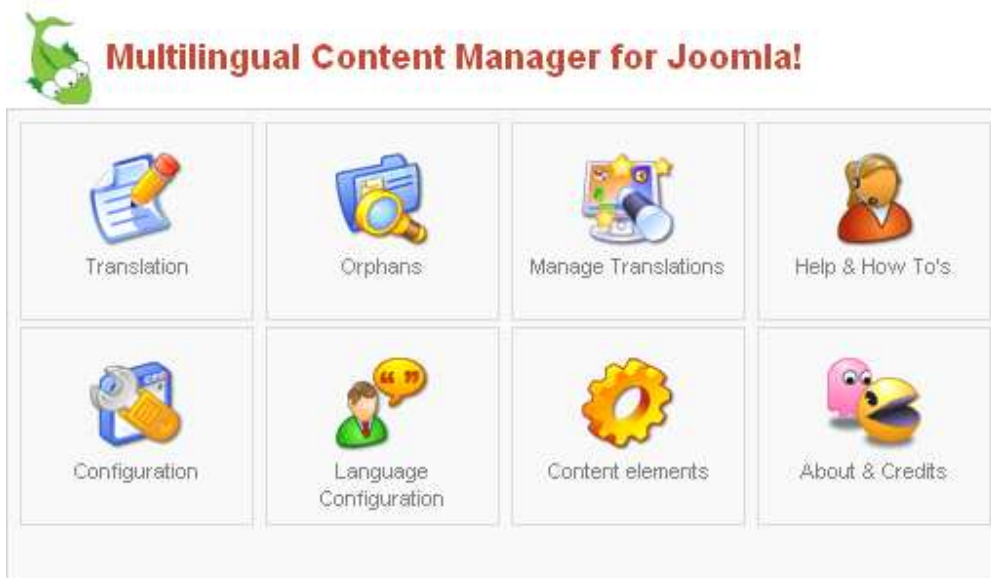 Multilingual Content Manager for Joomla!
Translation
Orphans
Manage Translations
Help & How To's
Configuration
Language
Configuration
Content elements
About & Credits